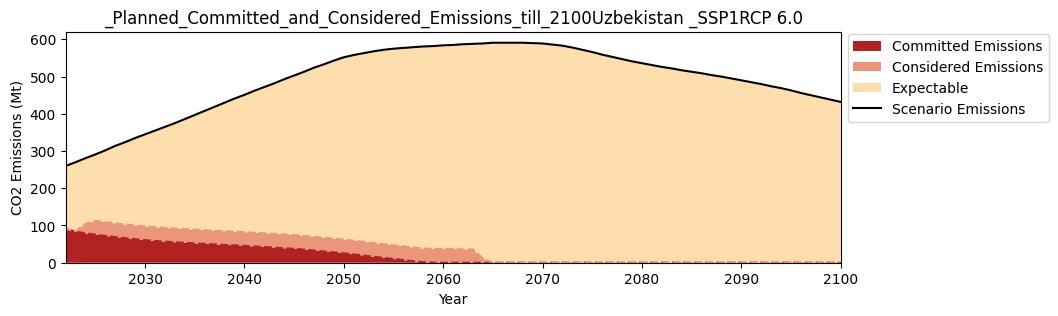 _Planned_Committed_and_Considered_Emissions_till_2100Uzbekistan _SSP1RCP 6.0
CO2 Emissions (Mt)
600
500
400
300
200
100
0
2030
2040
2050
2060
2070
2080
2090
2100
Year
Committed Emissions
Considered Emissions
Expectable
Scenario Emissions